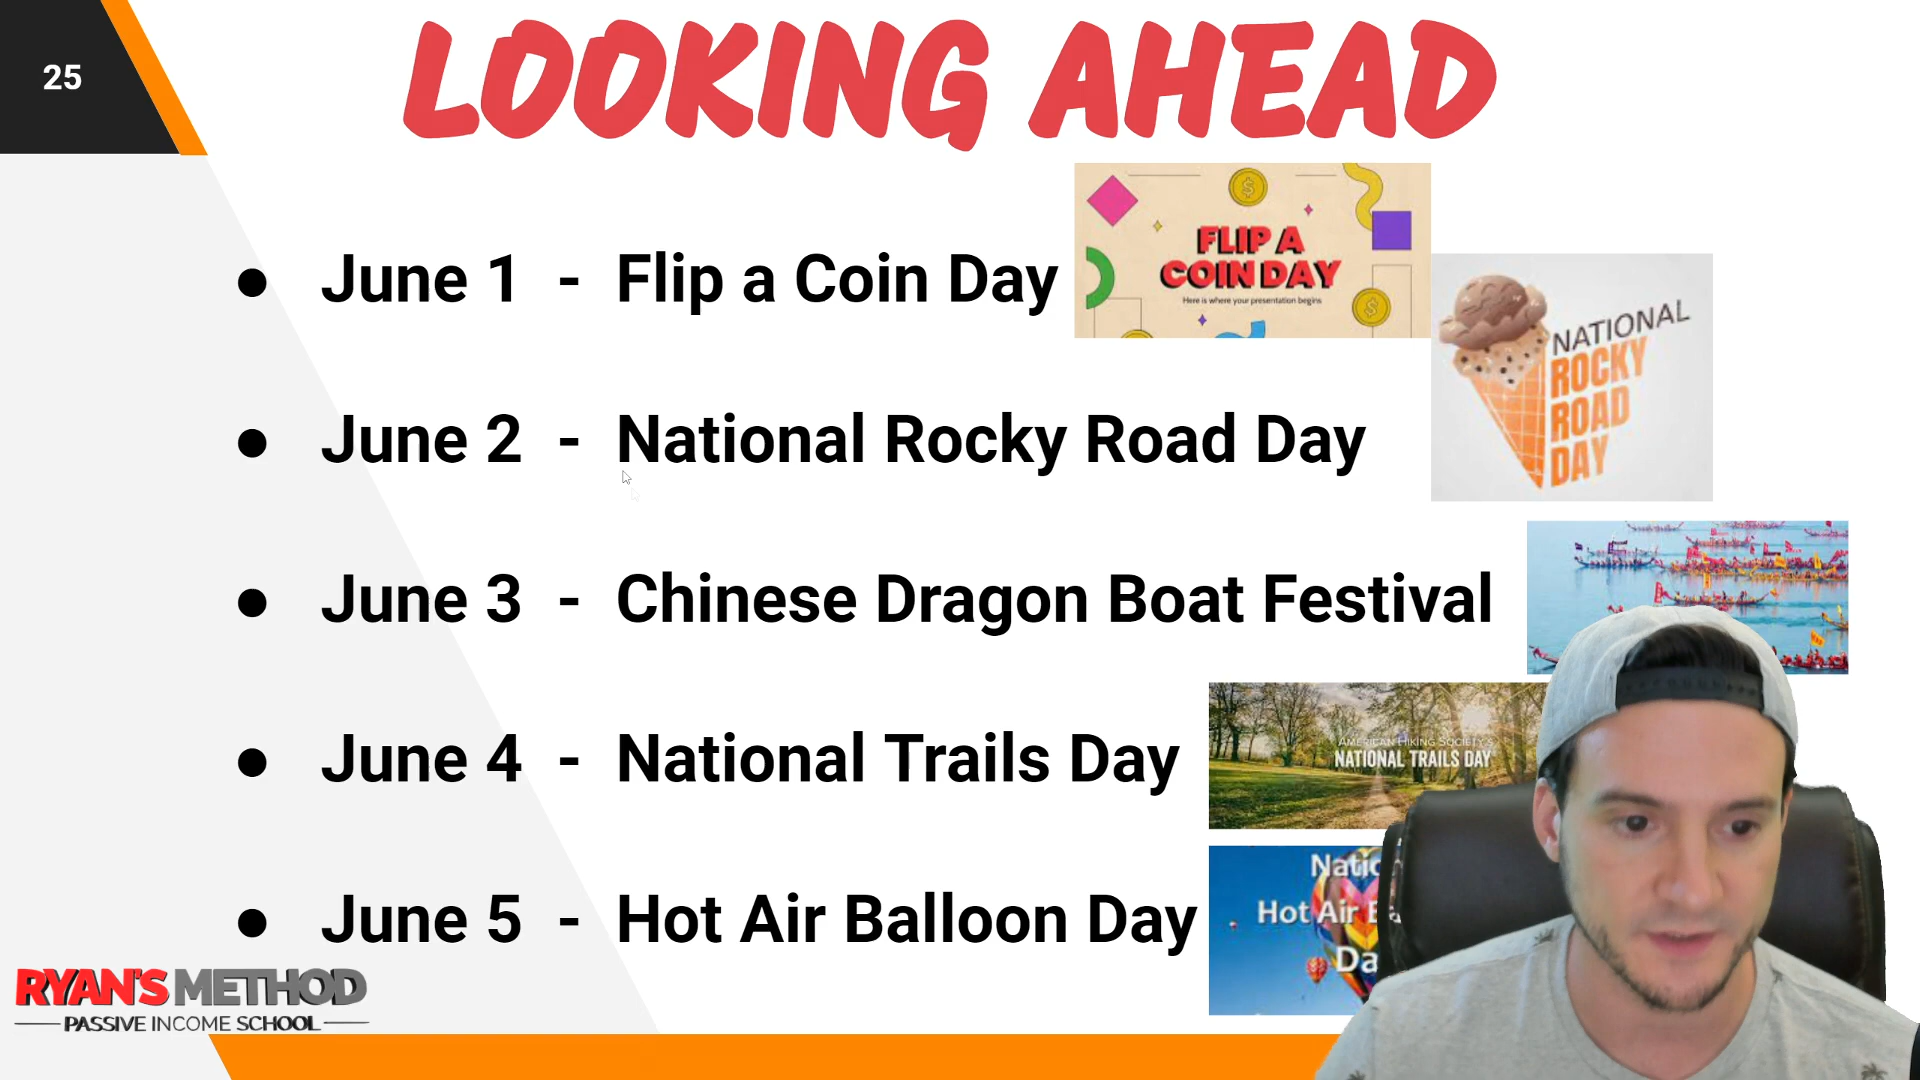 25
LOOKING AHEAD
● June 1 - Flip a Coin Day
FLIP A
COIN DAY
Here is where your presentation begins
● June 2 - National Rocky Road Day
NATIONAL
ROCKY
ROAD
DAY
● June 3 - Chinese Dragon Boat Festival
● June 4 - National Trails Day
AMERICAN HIKING SOCIETY'S
NATIONAL TRAILS DAY
● June 5 - Hot Air Balloon Day
Hot Air
RYAN'S METHOD
PASSIVE INCOME SCHOOL